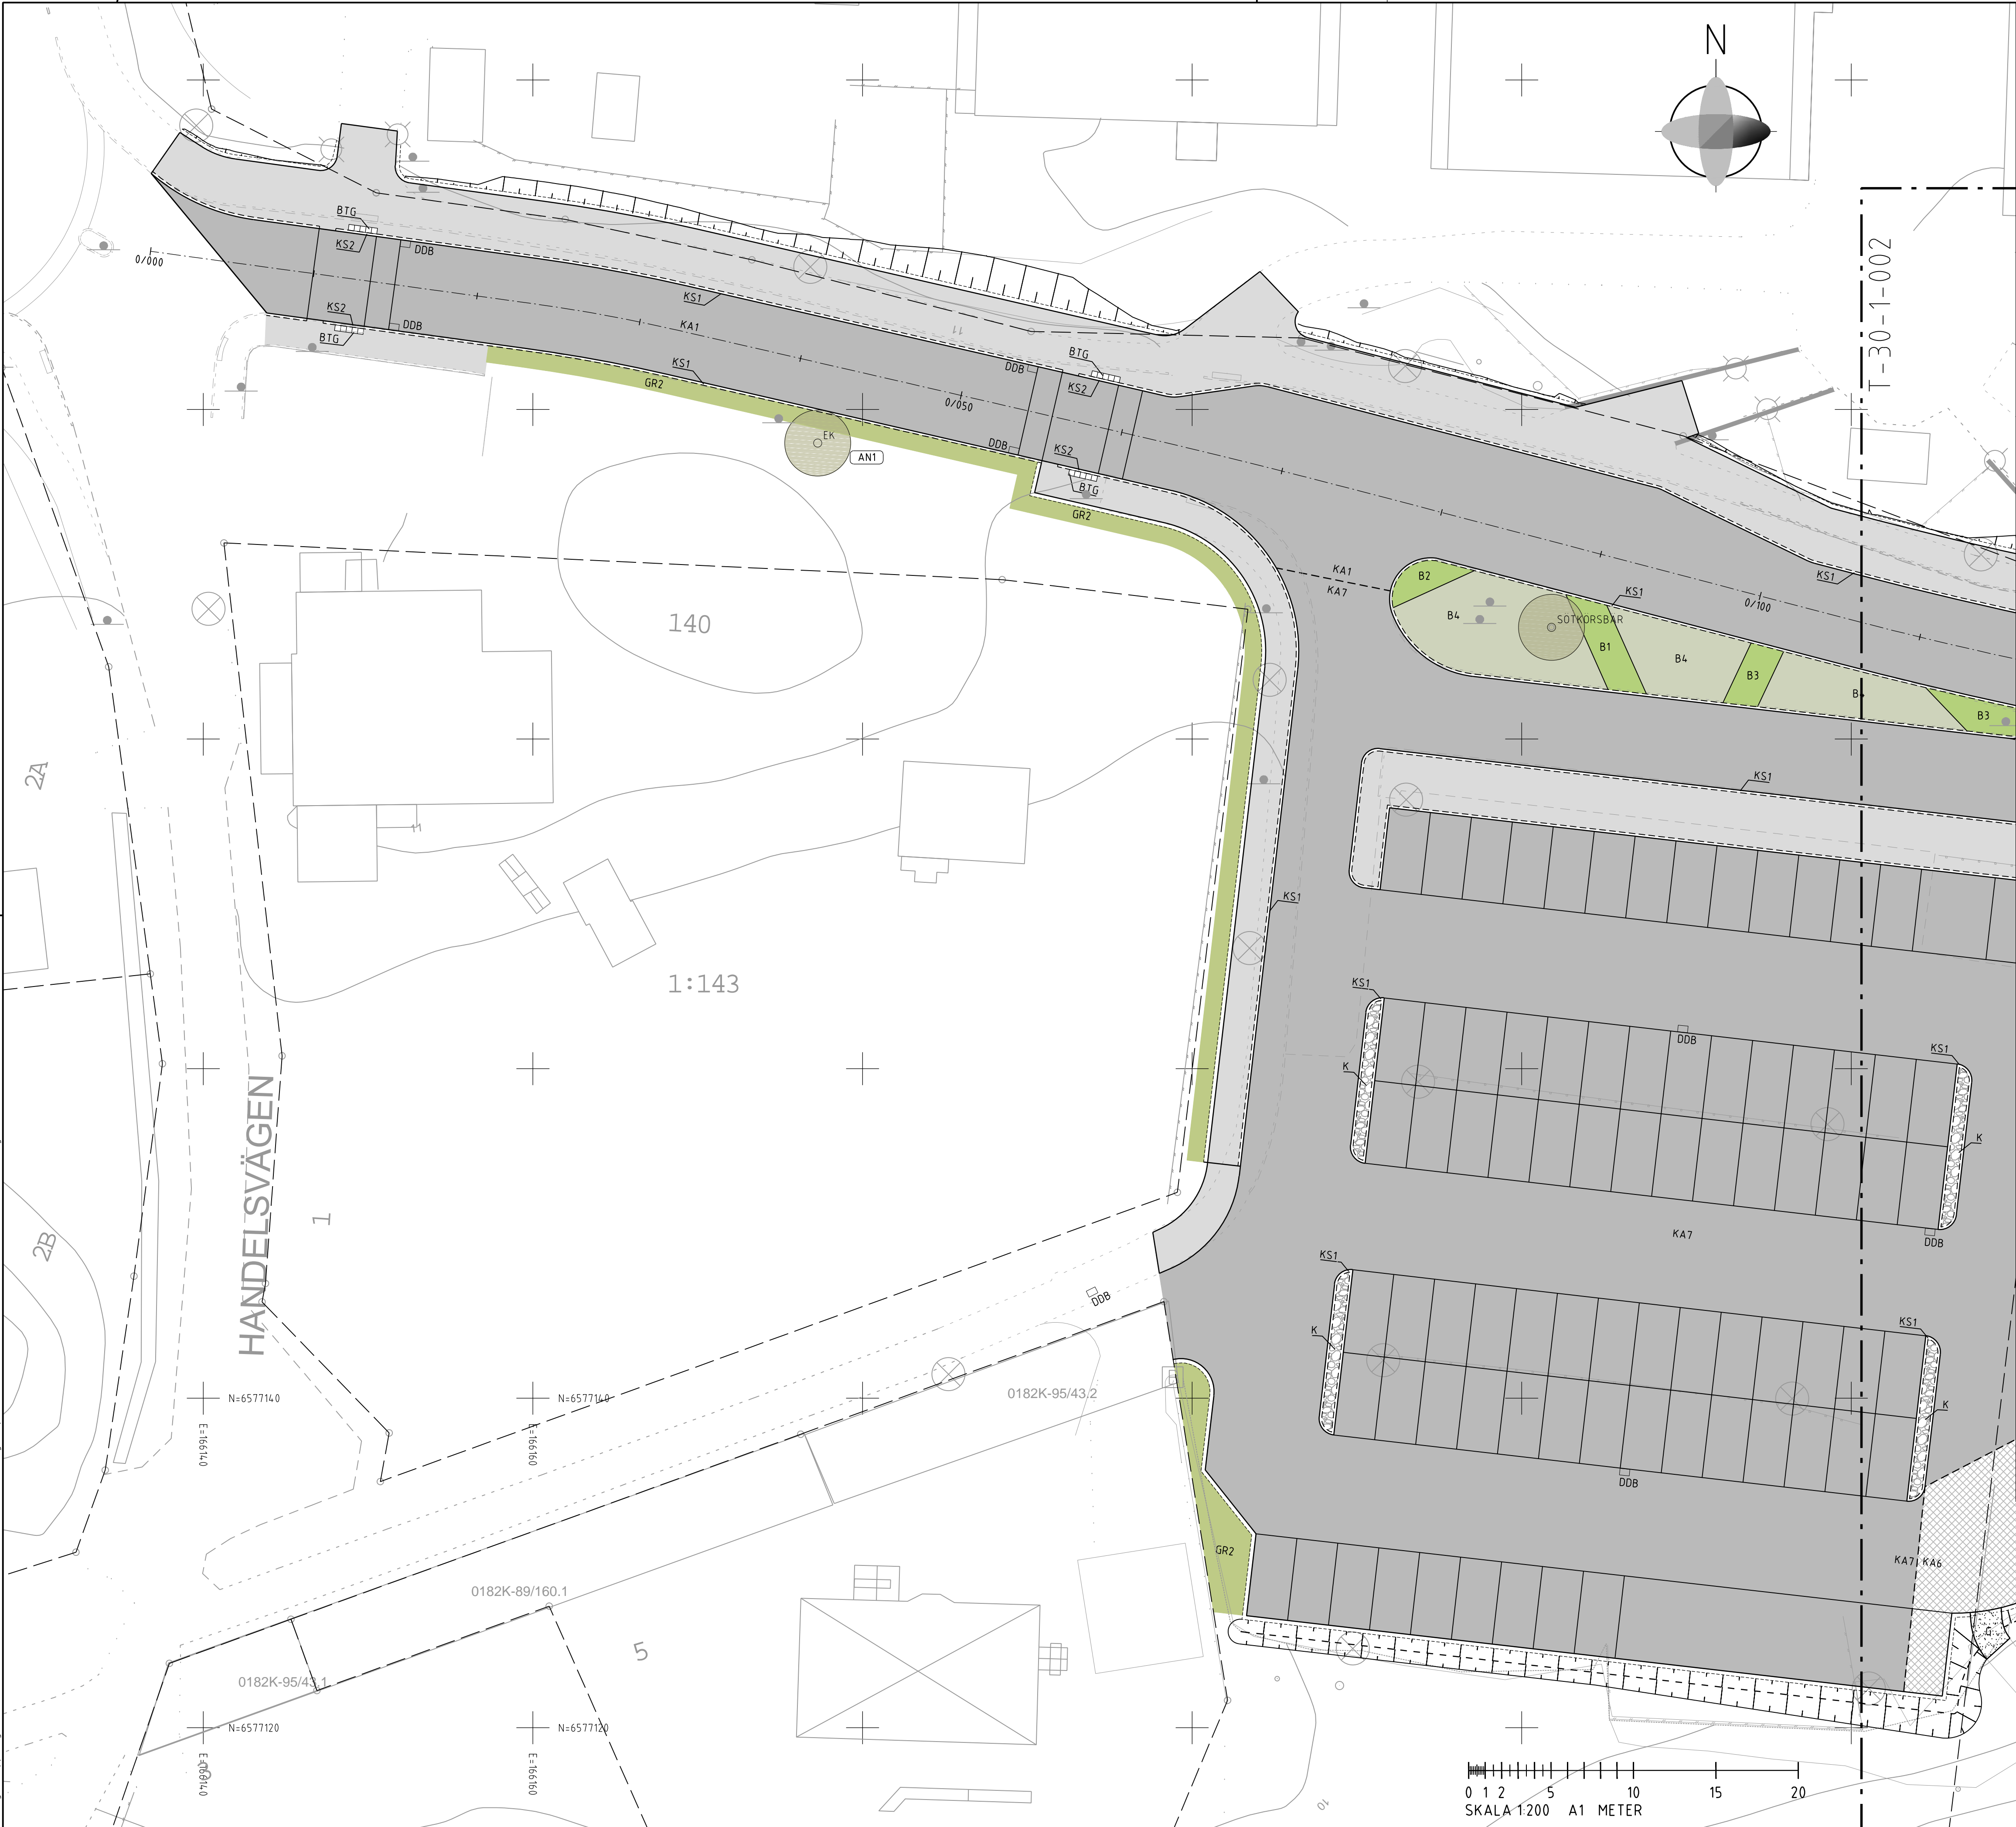 N
T-30-1-002
0/000
BTG
KS2
DDB
KS2
BTG
DDB
KS1
KA1
KS1
GR2
11
DDB
BTG
KS2
0/050
DDB
KS2
BTG
GR2
EK
AN1
KA1
KA7
KS1
0/100
B2
B4
SÖTKÖRSBÄR
KS1
B1
B4
B3
B3
140
2A
11
1:143
KS1
KS1
KS1
DDB
KS1
K
K
KA7
DDB
HANDELSVÄGEN
1
2B
KS1
KS1
K
K
DDB
DDB
0182K-95/43.2
N=6577140
N=6577140
E=166140
E=166160
KA7
KA6
GR2
G
0182K-89/160.1
5
0182K-95/43.1
N=6577120
N=6577120
E=166140
E=166160
10
0 1 2 5 10 15 20
SKALA 1:200 A1 METER